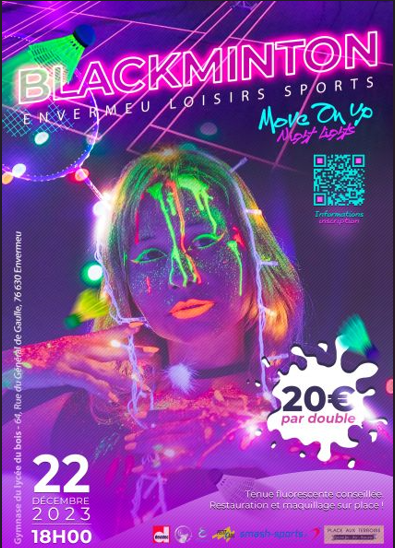 BLACKMINTON
ENVERMEU LOISIRS SPORTS
Move On Up
Informations
inscription
20€
par double
Gymnase du lycée du bois - 64, Rue du Général de Gaulle, 76 630 Envermeu
22
DÉCEMBRE
2023
18H00
Tenue fluorescente conseillée,
Restauration et maquillage sur place !
smash-sports
PLACE AUX TERROIRS